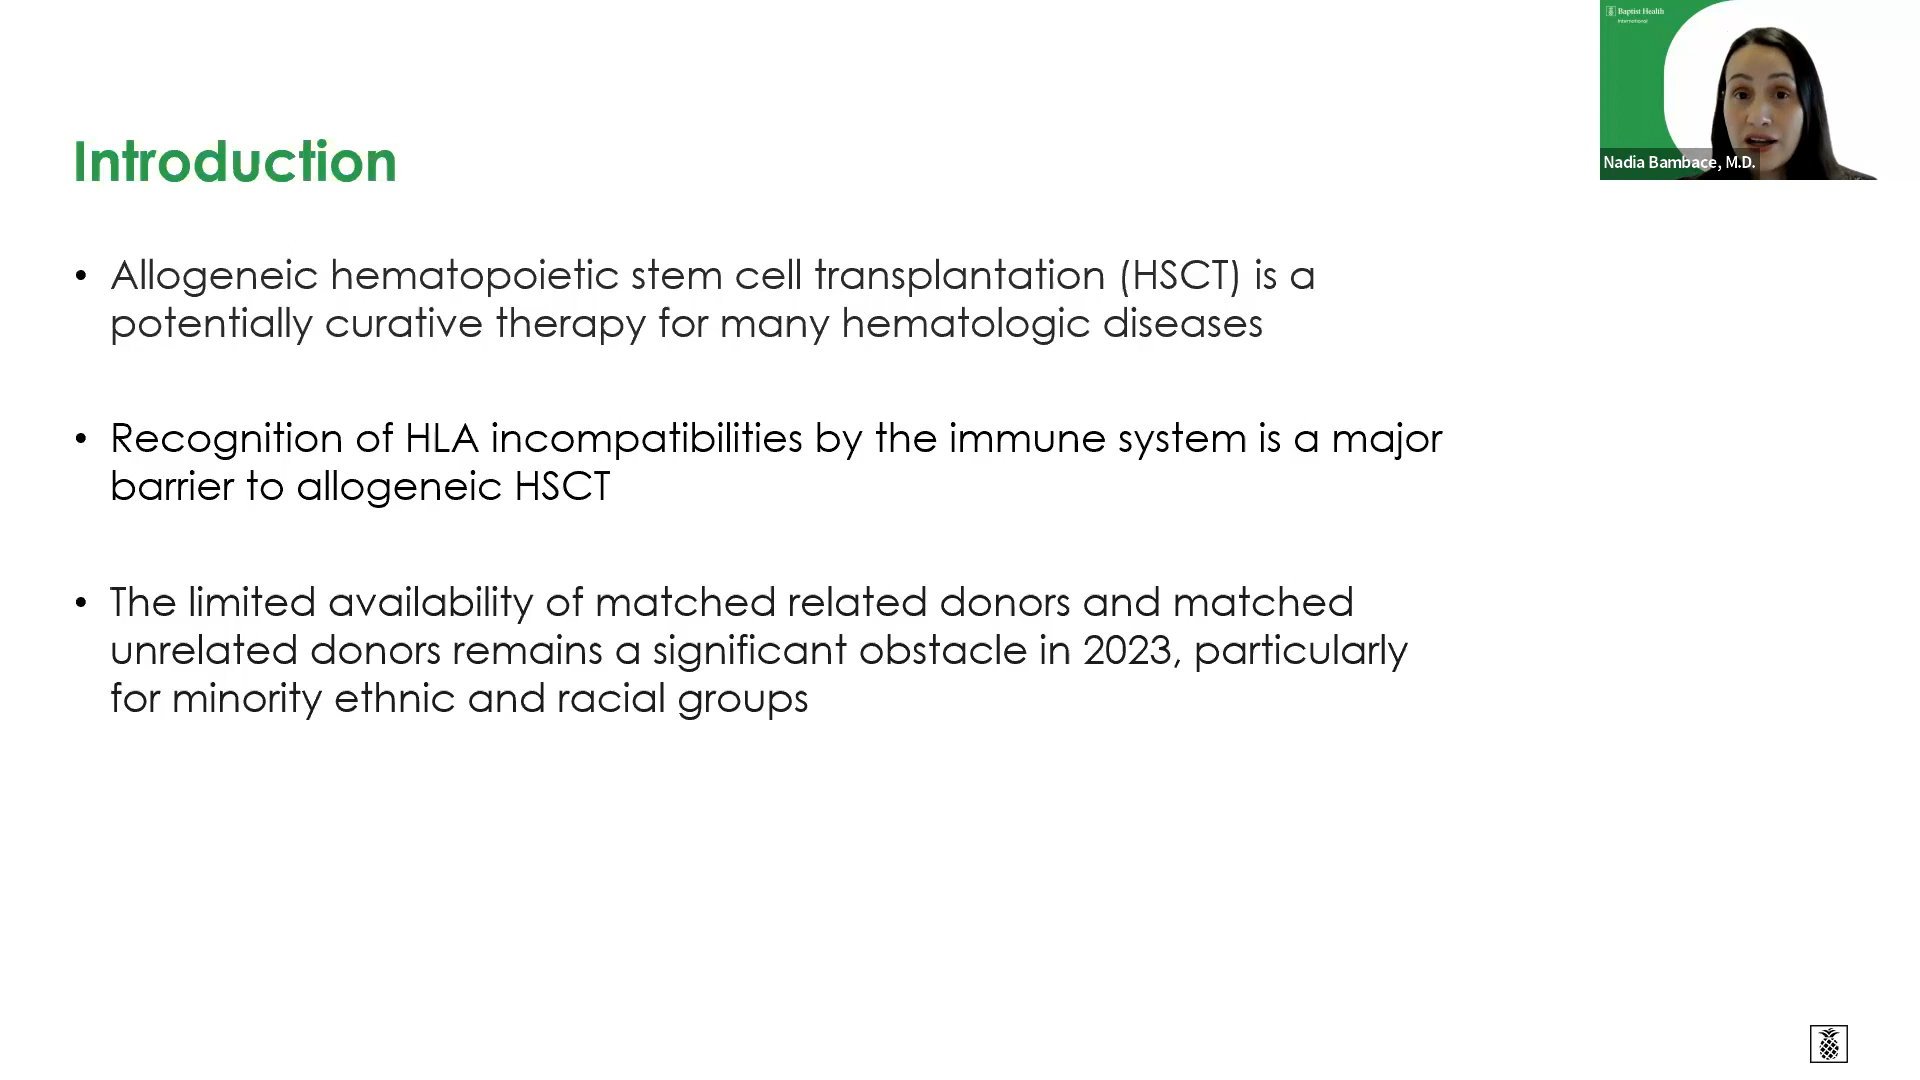 Baptist Health
International
Nadia Bambace, M.D.
Introduction
• Allogeneic hematopoietic stem cell transplantation (HSCT) is a
potentially curative therapy for many hematologic diseases
• Recognition of HLA incompatibilities by the immune system is a major
barrier to allogeneic HSCT
• The limited availability of matched related donors and matched
unrelated donors remains a significant obstacle in 2023, particularly
for minority ethnic and racial groups